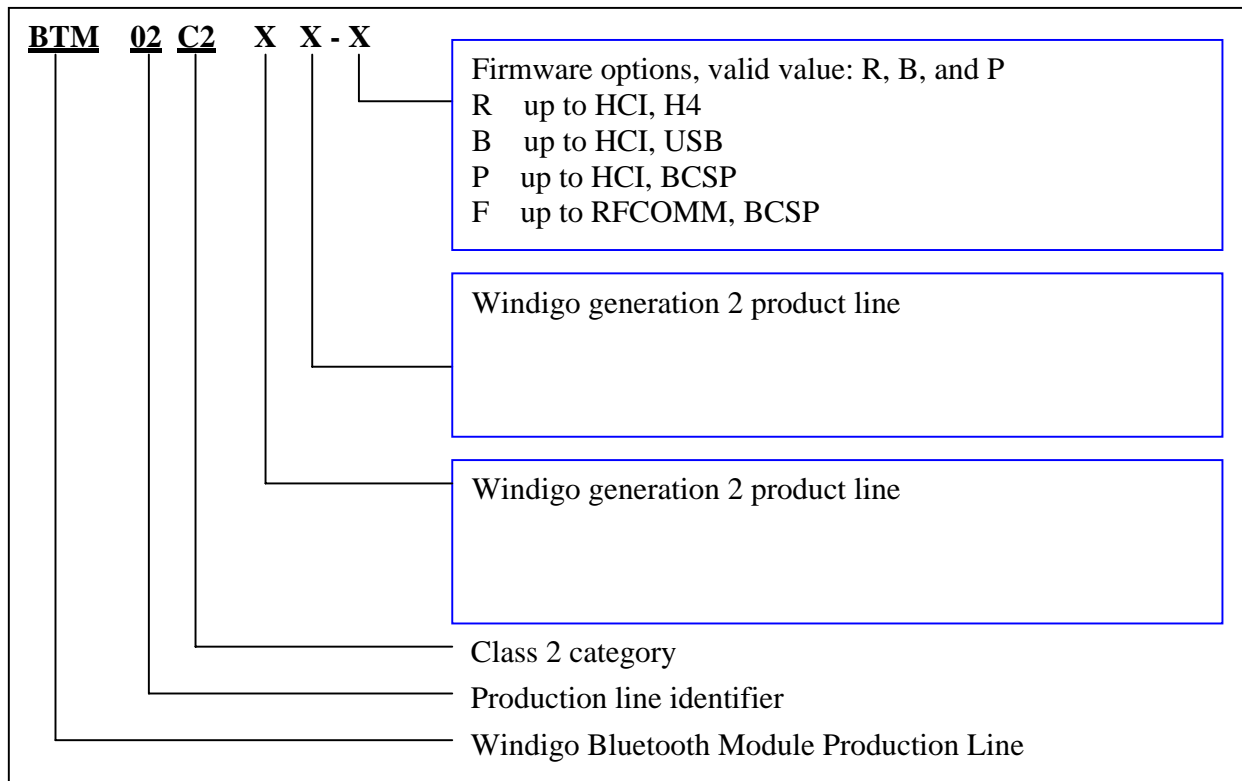 BTM 02 C2 X X - X
Firmware options, valid value: R, B, and P
R up to HCI, H4
B up to HCI, USB
P up to HCI, BCSP
F up to RFCOMM, BCSP
Windigo generation 2 product line
Windigo generation 2 product line
Class 2 category
Production line identifier
Windigo Bluetooth Module Production Line